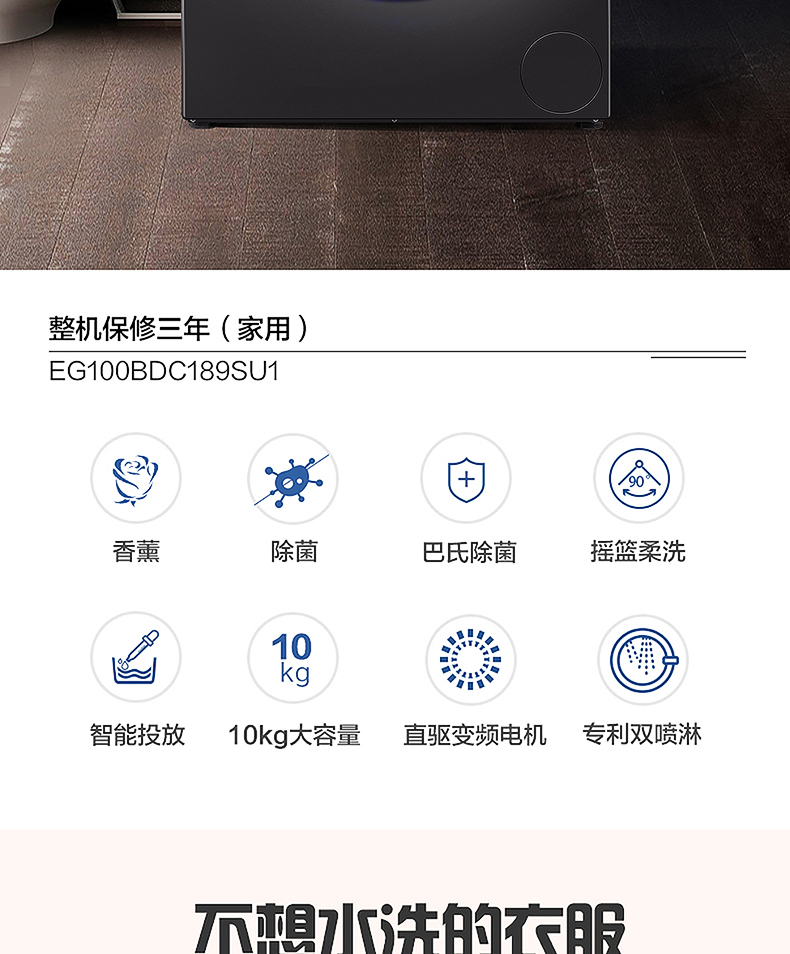 整机保修三年（家用）
EG100BDC189SU1
90°
香薰 除菌 巴氏除菌 摇篮柔洗
10
kg
智能投放 10kg大容量 直驱变频电机 专利双喷淋
不想水洗的衣服